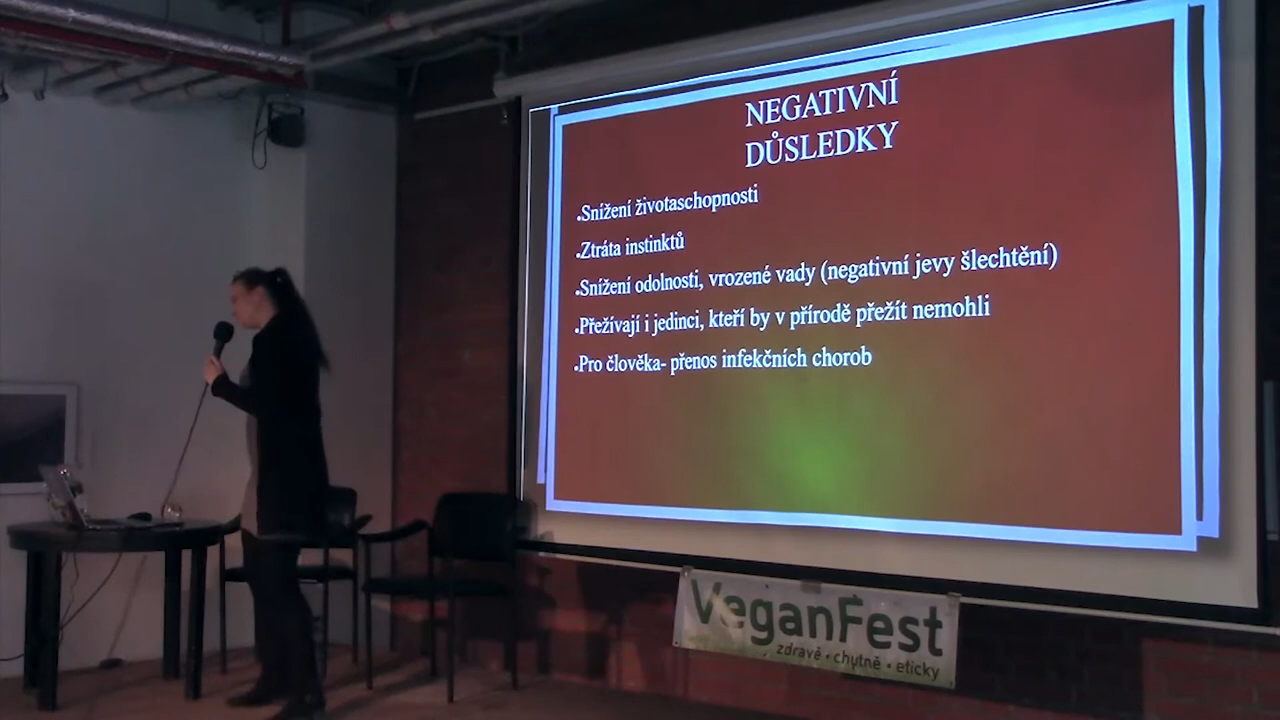 NEGATIVNÍ
DŮSLEDKY
•Snížení životaschopnosti
•Ztráta instinktů
•Snížení odolnosti, vrozené vady (negativní jevy šlechtění)
•Přežívají i jedinci, kteří by v přírodě přežít nemohli
•Pro člověka- přenos infekčních chorob
VeganFest
zdravě • chutně • eticky